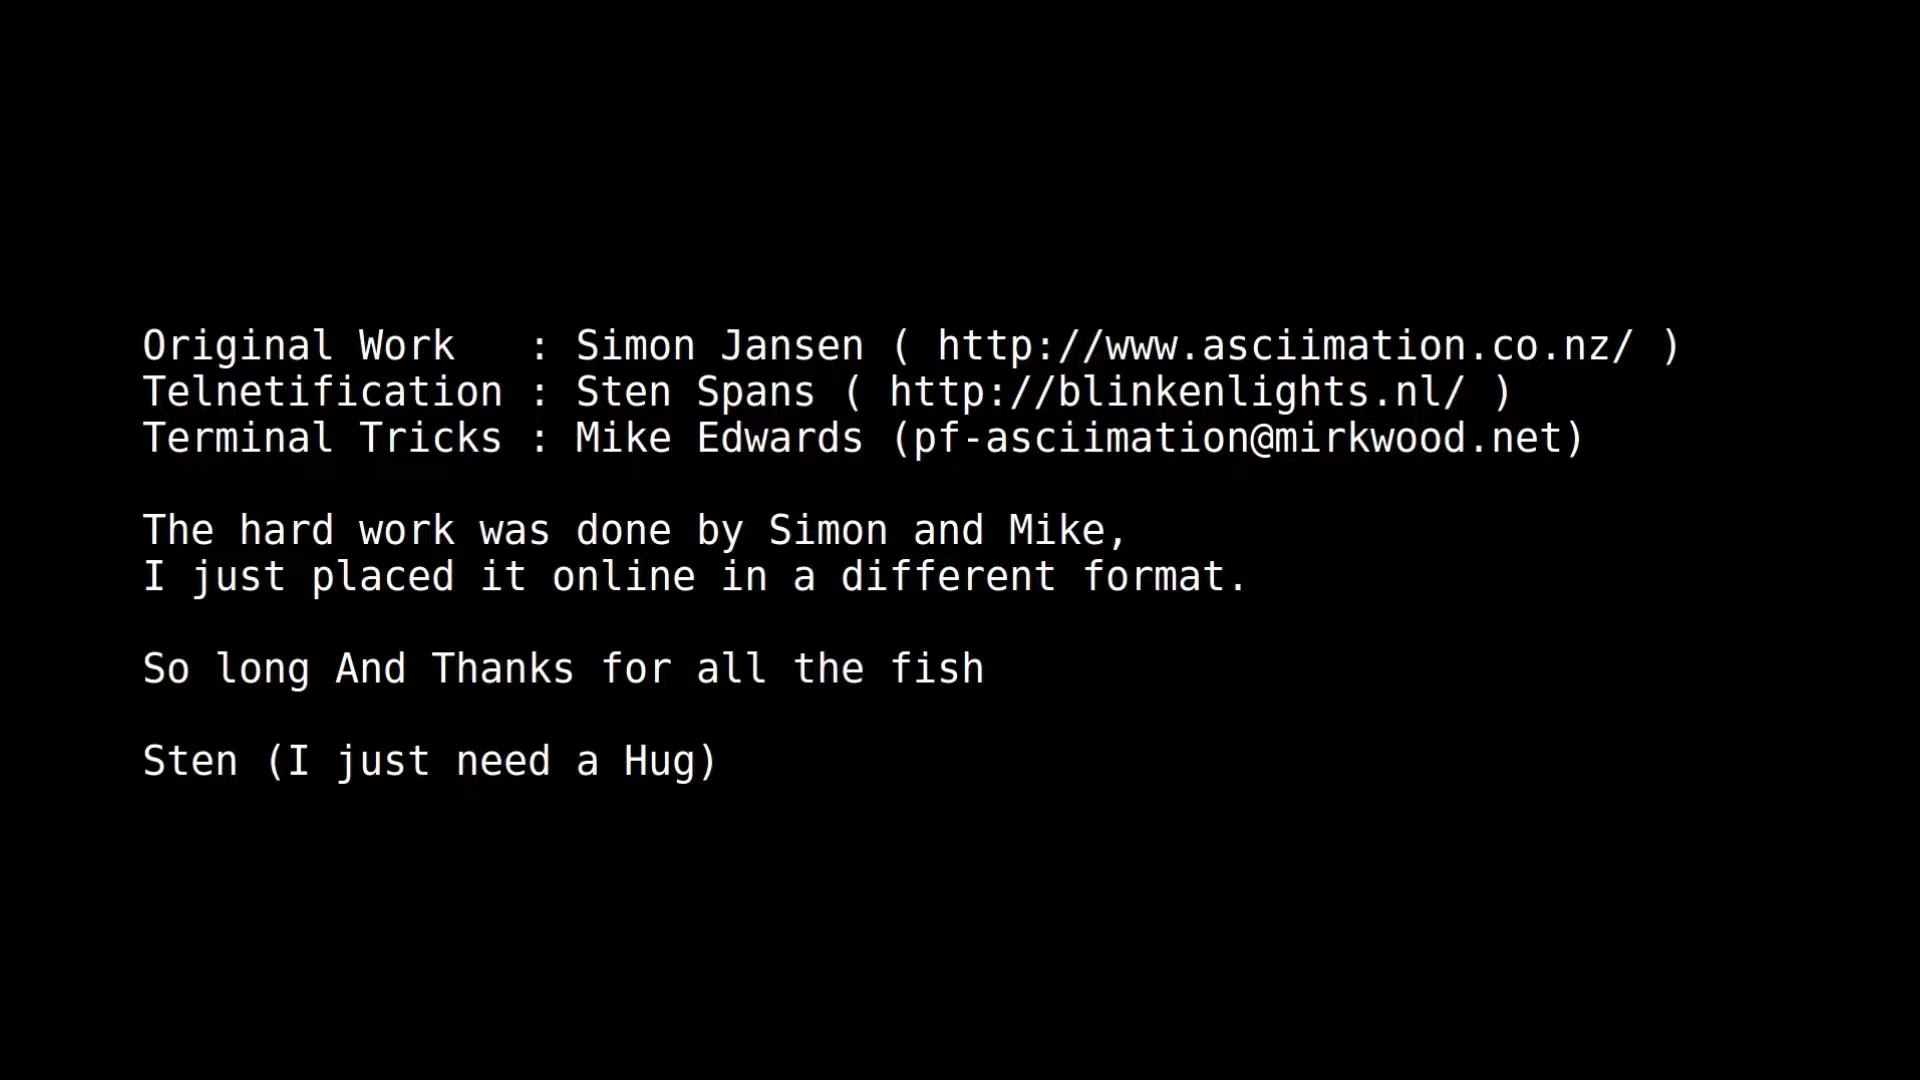 Original Work   : Simon Jansen ( http://www.asciimation.co.nz/ )
Telnetification : Sten Spans ( http://blinkenlights.nl/ )
Terminal Tricks : Mike Edwards (pf-asciimation@mirkwood.net)
The hard work was done by Simon and Mike,
I just placed it online in a different format.
So long And Thanks for all the fish
Sten (I just need a Hug)